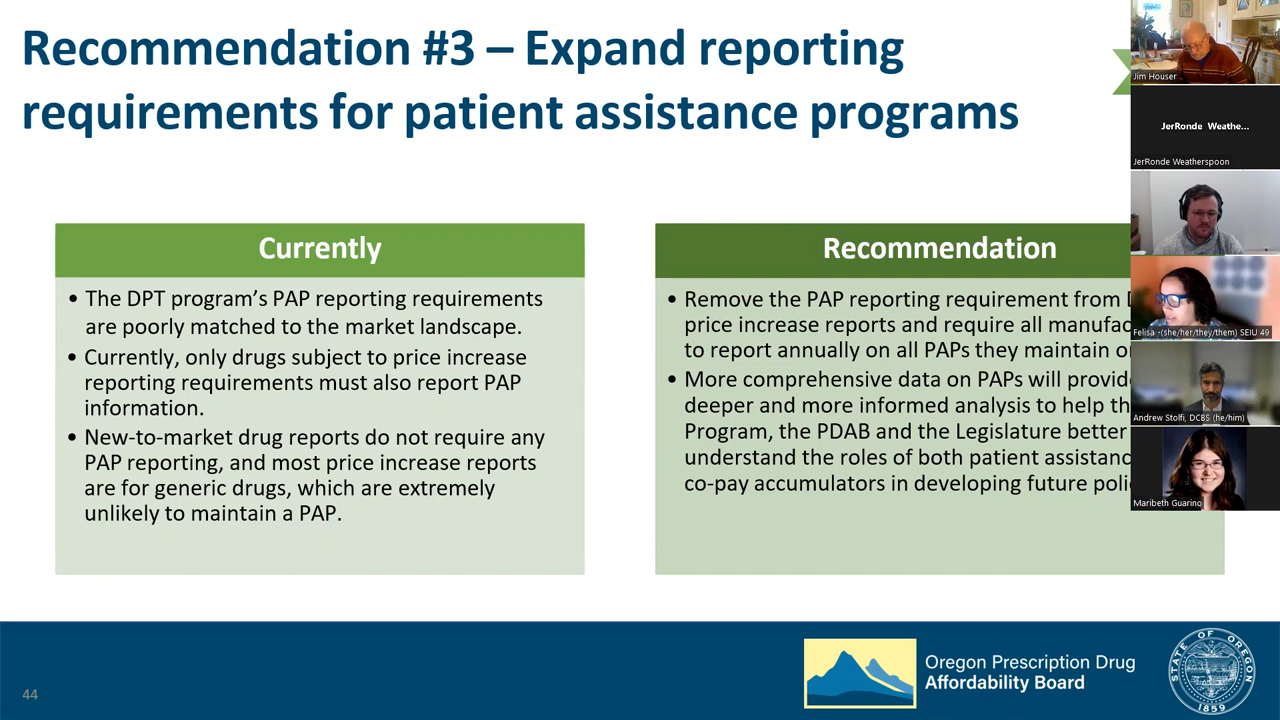 Recommendation #3 – Expand reporting
requirements for patient assistance programs
Currently
• The DPT program’s PAP reporting requirements
are poorly matched to the market landscape.
• Currently, only drugs subject to price increase
reporting requirements must also report PAP
information.
• New-to-market drug reports do not require any
PAP reporting, and most price increase reports
are for generic drugs, which are extremely
unlikely to maintain a PAP.
Recommendation
• Remove the PAP reporting requirement from
price increase reports and require all
to report annually on all PAPs they maintain
• More comprehensive data on PAPs will
deeper and more informed analysis to help
Program, the PDAB and the Legislature better
understand the roles of both patient
co-pay accumulators in developing future
Jim Houser
JerRonde Weathe...
JerRonde Weatherspoon
Felisa -(she/her/they/them) SEIU 49
Andrew Stolfi, DCBS (he/him)
Maribeth Guarino
44
Oregon Prescription Drug
Affordability Board
STATE OF OREGON
1859